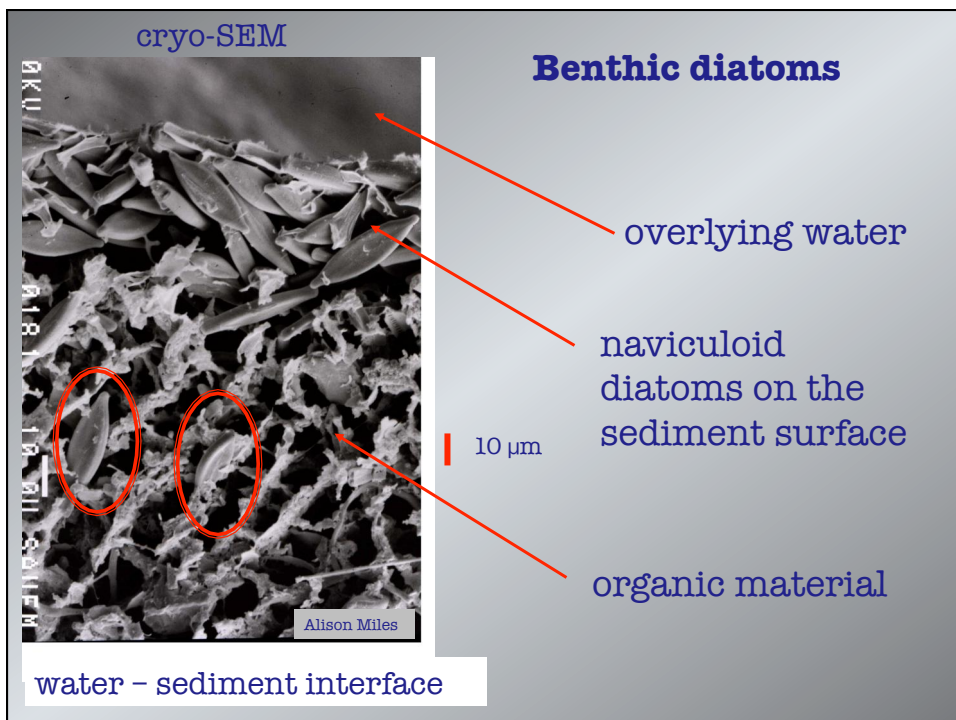 cryo-SEM
Benthic diatoms
overlying water
naviculoid
diatoms on the
sediment surface
10 µm
organic material
Alison Miles
water – sediment interface